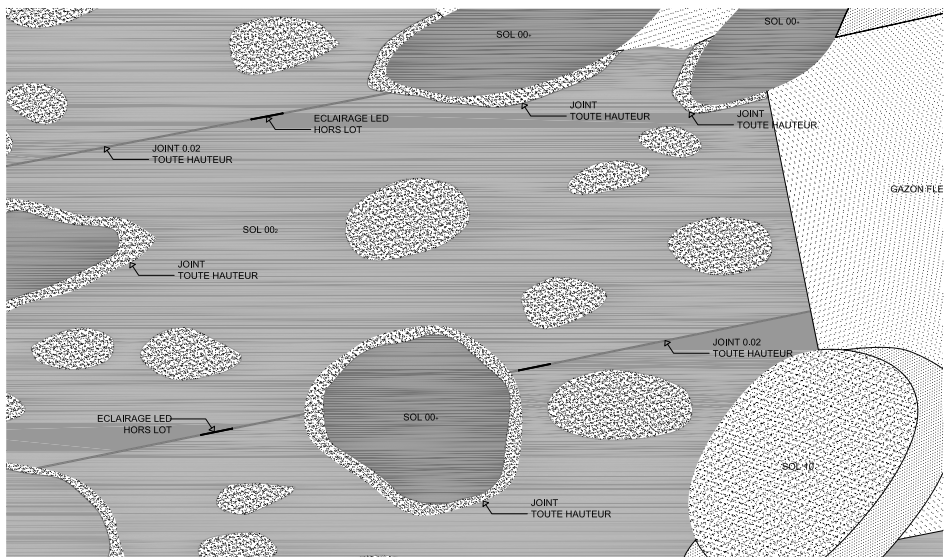 SOL 00-
SOL 00-
JOINT
TOUTE HAUTEUR
JOINT
TOUTE HAUTEUR
ECLAIRAGE LED
HORS LOT
JOINT 0.02
TOUTE HAUTEUR
GAZON FLE
SOL 00₂
JOINT
TOUTE HAUTEUR
JOINT 0.02
TOUTE HAUTEUR
ECLAIRAGE LED
HORS LOT
SOL 00-
SOL 10
JOINT
TOUTE HAUTEUR